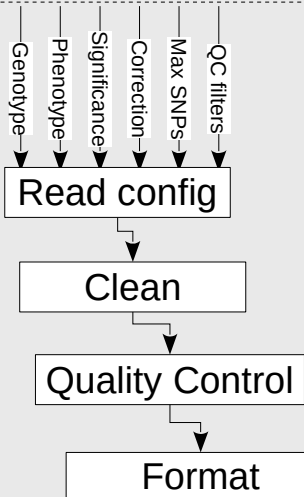 Genotype
Phenotype
Significance
Correction
Max SNPs
QC filters
Read config
Clean
Quality Control
Format